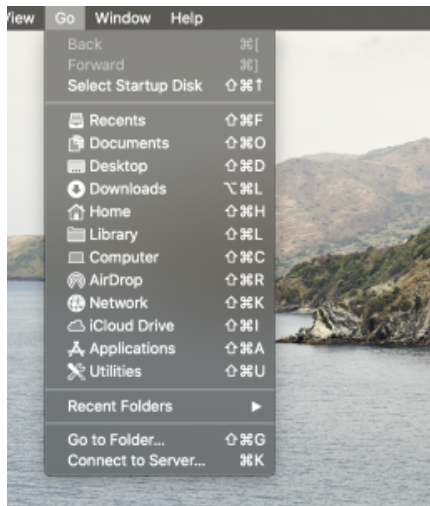 View Go Window Help
Back ⌘[
Forward ⌘]
Select Startup Disk ⇧⌘↑
Recents ⇧⌘F
Documents ⇧⌘O
Desktop ⇧⌘D
Downloads ⌥⌘L
Home ⇧⌘H
Library ⇧⌘L
Computer ⇧⌘C
AirDrop ⇧⌘R
Network ⇧⌘K
iCloud Drive ⇧⌘I
Applications ⇧⌘A
Utilities ⇧⌘U
Recent Folders ▶
Go to Folder... ⇧⌘G
Connect to Server... ⌘K